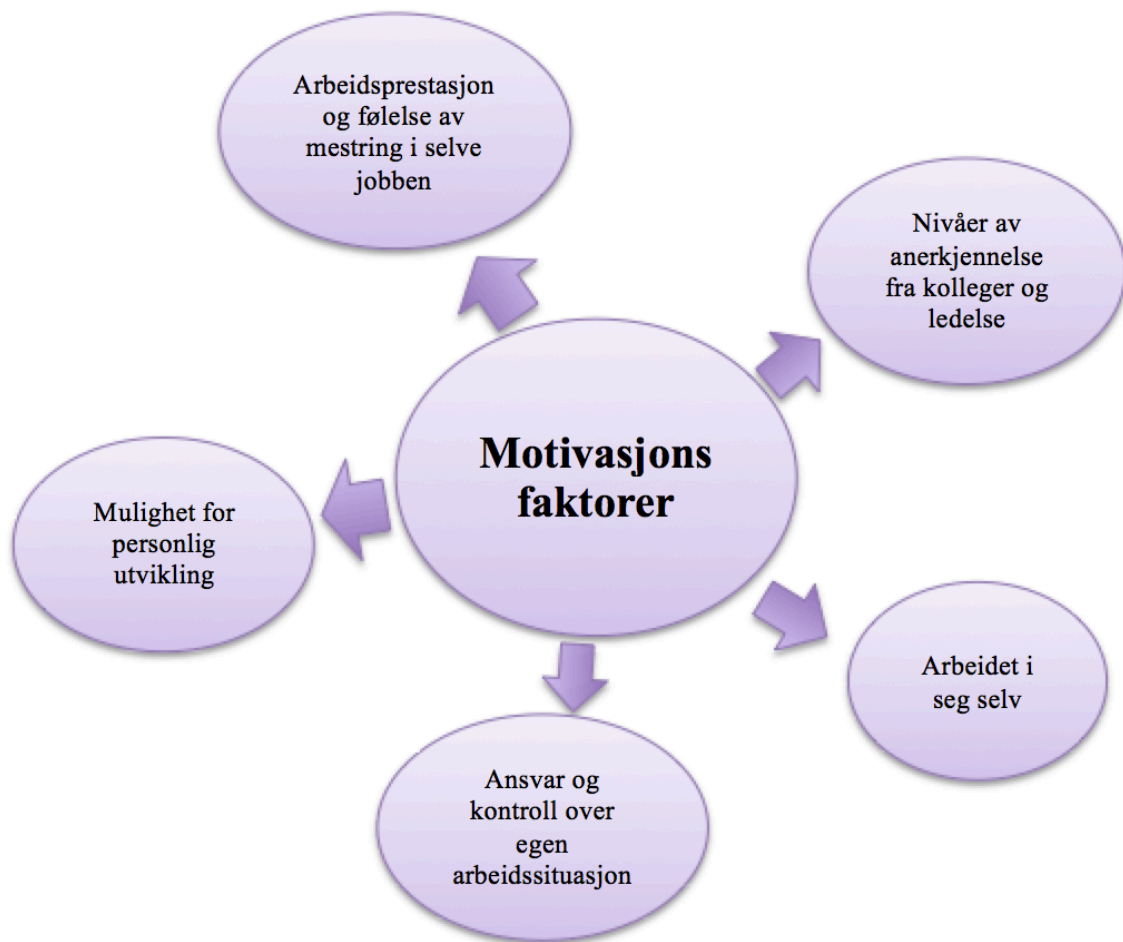 Arbeidsprestasjon
og følelse av
mestring i selve
jobben
Nivåer av
anerkjennelse
fra kolleger og
ledelse
Motivasjons
faktorer
Mulighet for
personlig
utvikling
Arbeidet i
seg selv
Ansvar og
kontroll over
egen
arbeidssituasjon